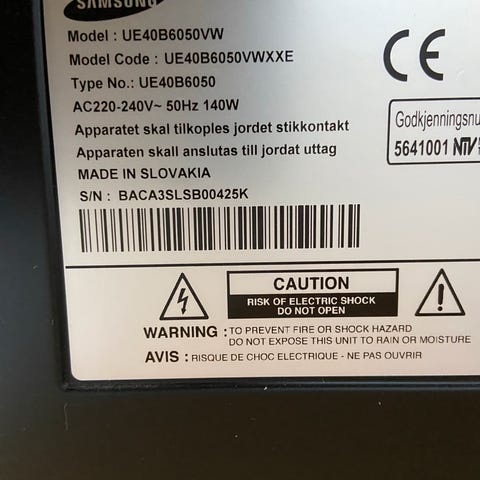 SAMSUNG
Model : UE40B6050VW
Model Code : UE40B6050VWXXE
Type No.: UE40B6050
AC220-240V~ 50Hz 140W
Apparatet skal tilkoples jordet stikkontakt
Apparaten skall anslutas till jordat uttag
MADE IN SLOVAKIA
S/N : BACA3SLSB00425K
CE
Godkjenningsnu
5641001 NTV
CAUTION
RISK OF ELECTRIC SHOCK
DO NOT OPEN
WARNING : TO PREVENT FIRE OR SHOCK HAZARD
DO NOT EXPOSE THIS UNIT TO RAIN OR MOISTURE
AVIS : RISQUE DE CHOC ELECTRIQUE - NE PAS OUVRIR